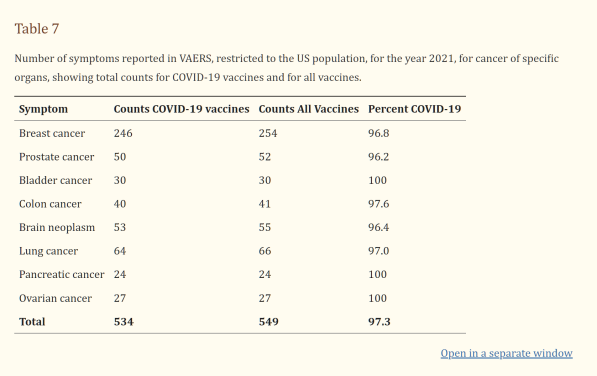 Table 7
Number of symptoms reported in VAERS, restricted to the US population, for the year 2021, for cancer of specific
organs, showing total counts for COVID-19 vaccines and for all vaccines.
Symptom Counts COVID-19 vaccines Counts All Vaccines Percent COVID-19
Breast cancer 246 254 96.8
Prostate cancer 50 52 96.2
Bladder cancer 30 30 100
Colon cancer 40 41 97.6
Brain neoplasm 53 55 96.4
Lung cancer 64 66 97.0
Pancreatic cancer 24 24 100
Ovarian cancer 27 27 100
Total 534 549 97.3
Open in a separate window